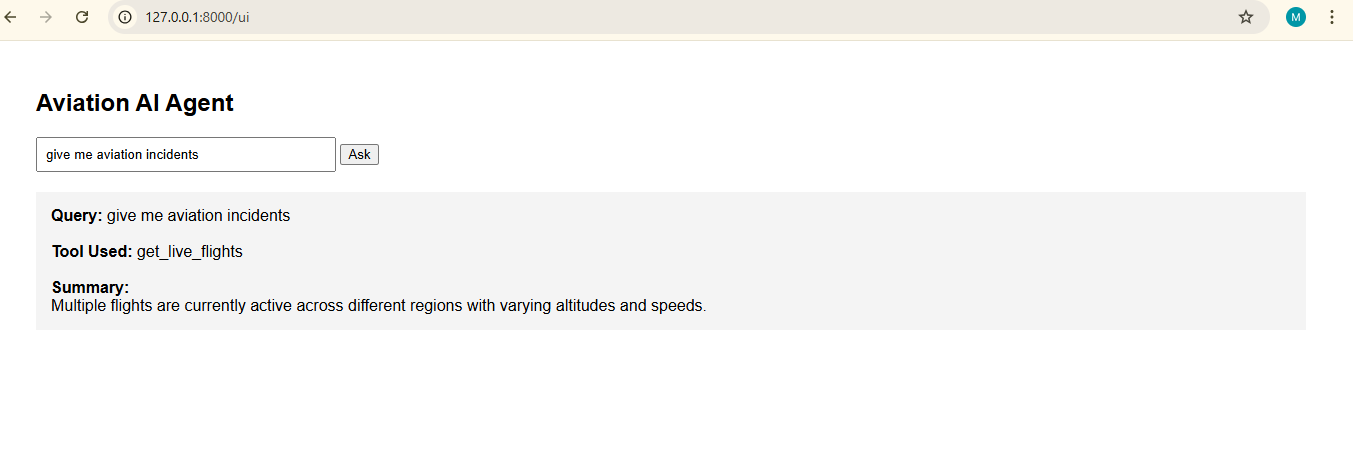 127.0.0.1:8000/ui
M
Aviation AI Agent
give me aviation incidents Ask
Query: give me aviation incidents
Tool Used: get_live_flights
Summary:
Multiple flights are currently active across different regions with varying altitudes and speeds.